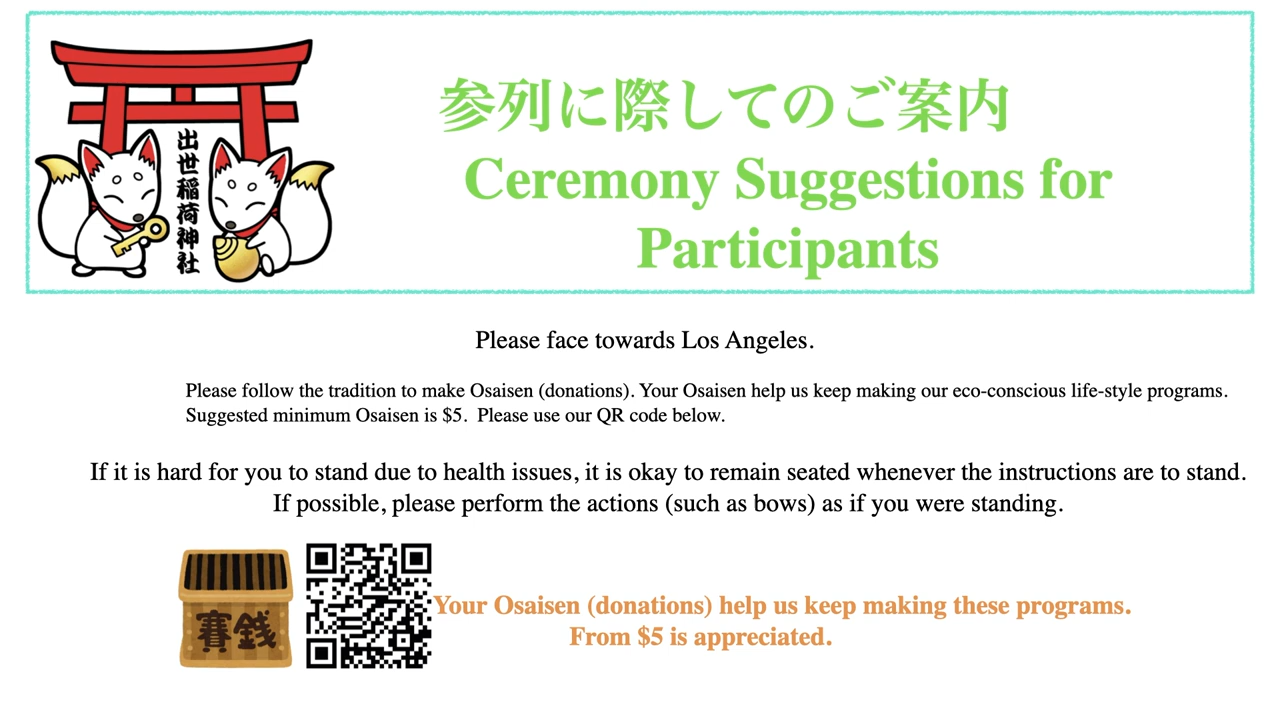 出世稲荷神社
参列に際してのご案内
Ceremony Suggestions for
Participants
Please face towards Los Angeles.
Please follow the tradition to make Osaisen (donations). Your Osaisen help us keep making our eco-conscious life-style programs.
Suggested minimum Osaisen is $5. Please use our QR code below.
If it is hard for you to stand due to health issues, it is okay to remain seated whenever the instructions are to stand.
If possible, please perform the actions (such as bows) as if you were standing.
賽銭
Your Osaisen (donations) help us keep making these programs.
From $5 is appreciated.